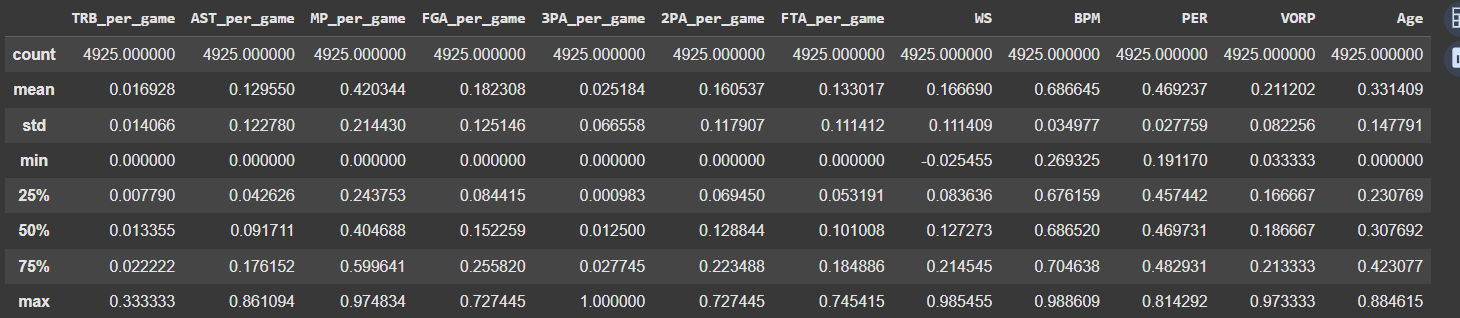 TRB_per_game AST_per_game MP_per_game FGA_per_game 3PA_per_game 2PA_per_game FTA_per_game WS BPM PER VORP Age
count 4925.000000 4925.000000 4925.000000 4925.000000 4925.000000 4925.000000 4925.000000 4925.000000 4925.000000 4925.000000 4925.000000 4925.000000
mean 0.016928 0.129550 0.420344 0.182308 0.025184 0.160537 0.133017 0.166690 0.686645 0.469237 0.211202 0.331409
std 0.014066 0.122780 0.214430 0.125146 0.066558 0.117907 0.111412 0.111409 0.034977 0.027759 0.082256 0.147791
min 0.000000 0.000000 0.000000 0.000000 0.000000 0.000000 0.000000 -0.025455 0.269325 0.191170 0.033333 0.000000
25% 0.007790 0.042626 0.243753 0.084415 0.000983 0.069450 0.053191 0.083636 0.676159 0.457442 0.166667 0.230769
50% 0.013355 0.091711 0.404688 0.152259 0.012500 0.128844 0.101008 0.127273 0.686520 0.469731 0.186667 0.307692
75% 0.022222 0.176152 0.599641 0.255820 0.027745 0.223488 0.184886 0.214545 0.704638 0.482931 0.213333 0.423077
max 0.333333 0.861094 0.974834 0.727445 1.000000 0.727445 0.745415 0.985455 0.988609 0.814292 0.973333 0.884615